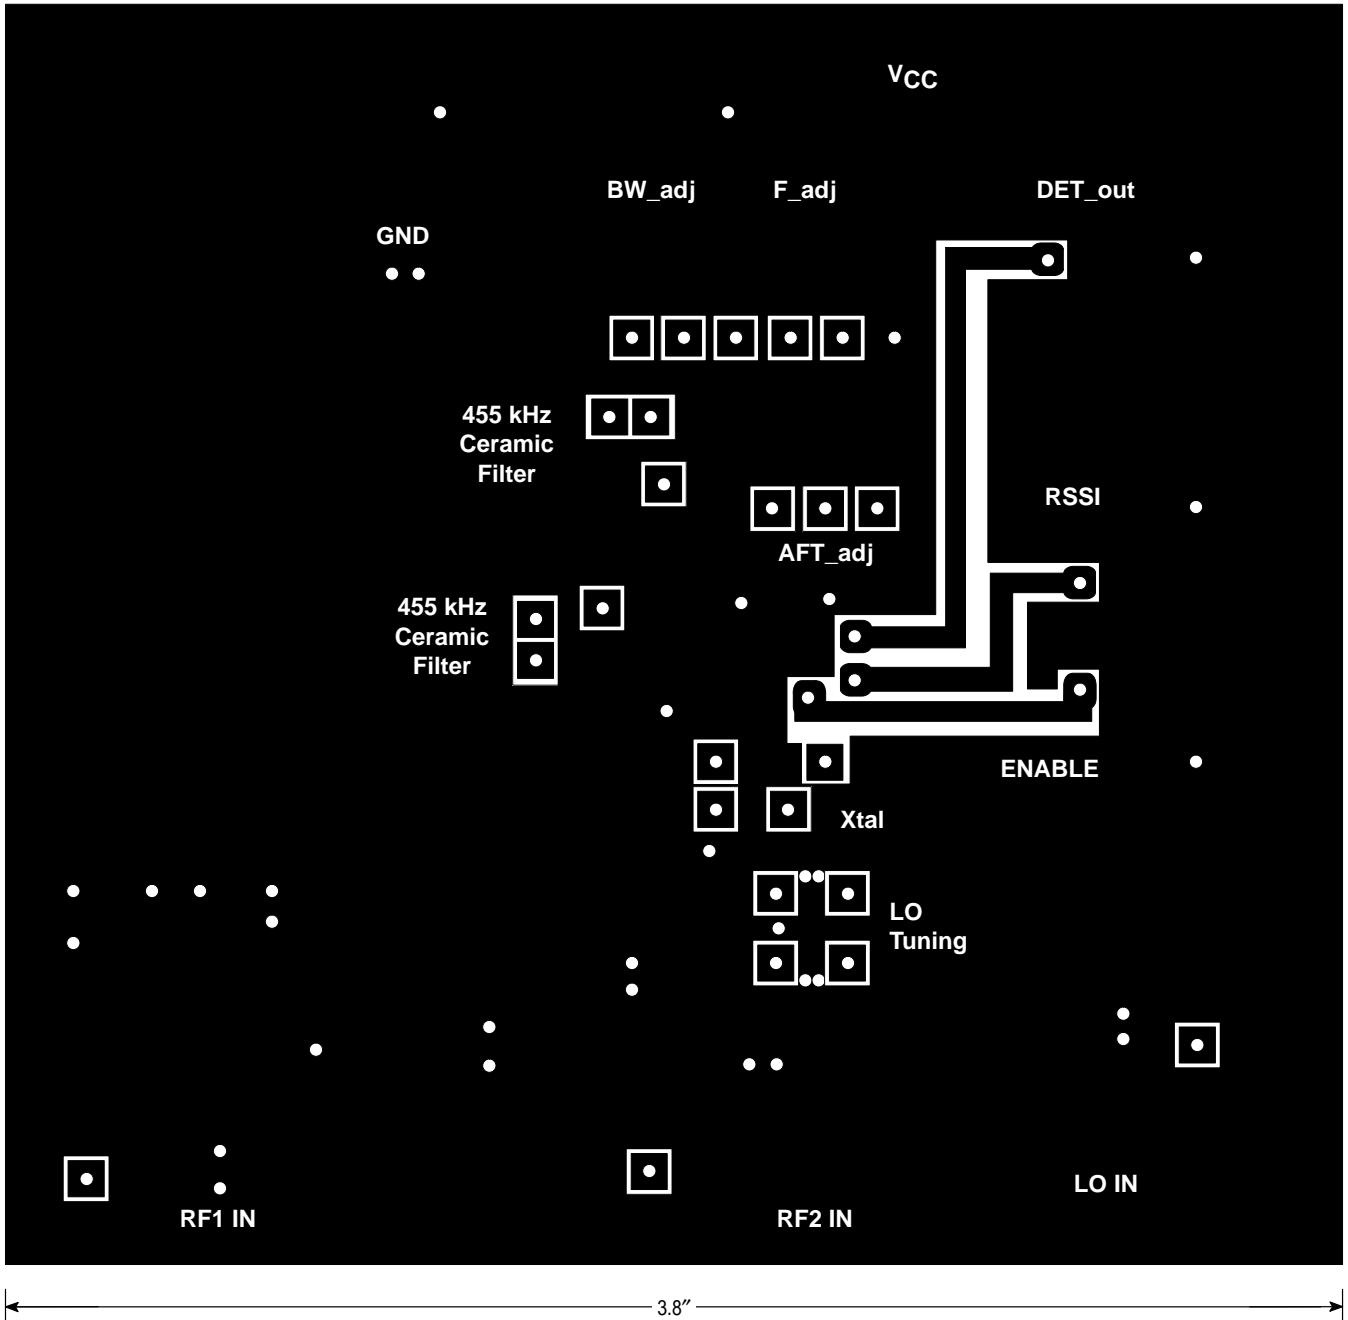 VCC
BW_adj
F_adj
DET_out
GND
455 kHz
Ceramic
Filter
RSSI
AFT_adj
455 kHz
Ceramic
Filter
ENABLE
Xtal
LO
Tuning
LO IN
RF1 IN
RF2 IN
3.8″